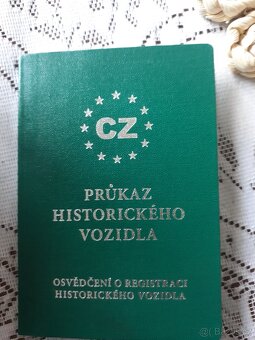 CZ
PRŮKAZ
HISTORICKÉHO
VOZIDLA
OSVĚDČENÍ O REGISTRACI
HISTORICKÉHO VOZIDLA